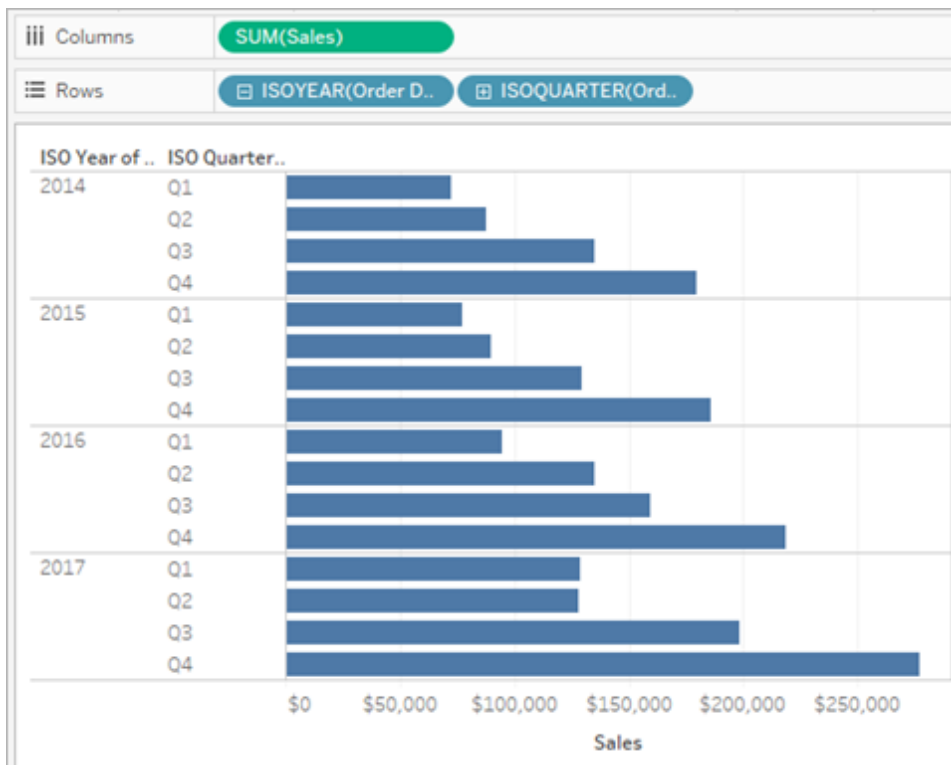 Columns SUM(Sales)
Rows ISOYEAR(Order D.. ISOQUARTER(Ord..
ISO Year of .. ISO Quarter..
2014 Q1
Q2
Q3
Q4
2015 Q1
Q2
Q3
Q4
2016 Q1
Q2
Q3
Q4
2017 Q1
Q2
Q3
Q4
$0 $50,000 $100,000 $150,000 $200,000 $250,000
Sales